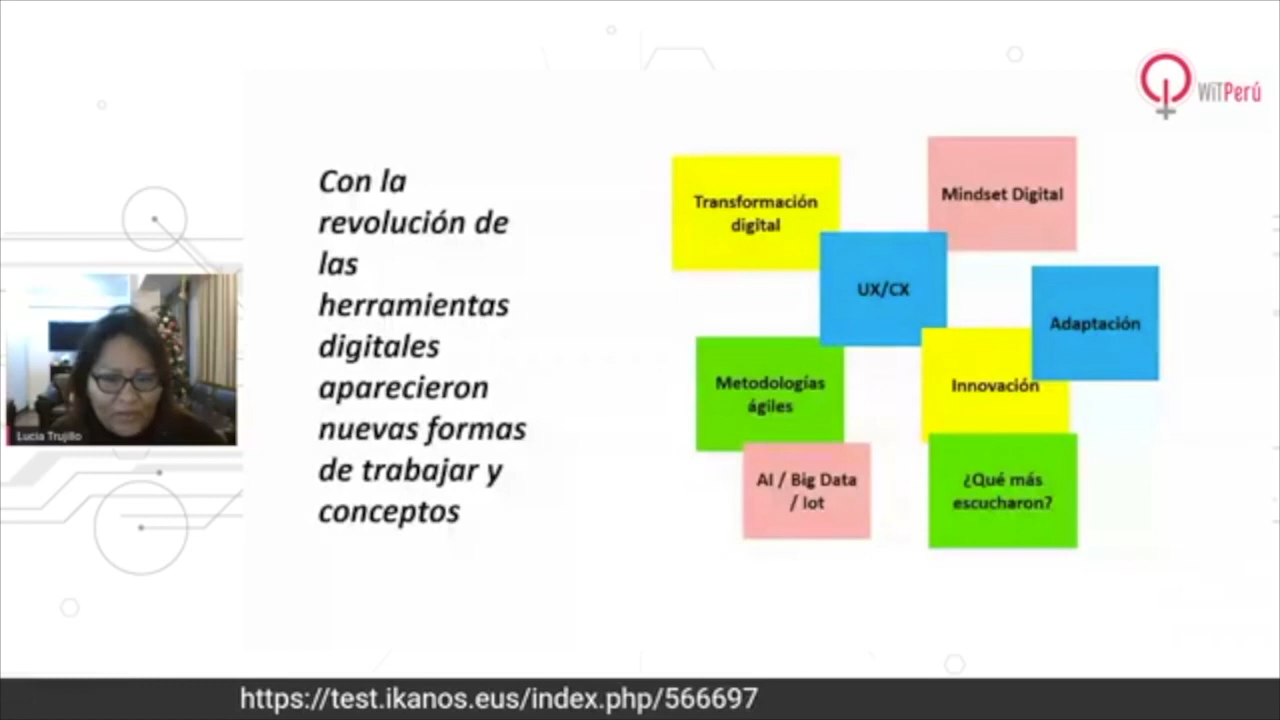 WiTPerú
Con la
revolución de
las
herramientas
digitales
aparecieron
nuevas formas
de trabajar y
conceptos
Transformación
digital
Mindset Digital
UX/CX
Adaptación
Metodologías
ágiles
Innovación
AI / Big Data
/ Iot
¿Qué más
escucharon?
Lucia Trujillo
https://test.ikanos.eus/index.php/566697